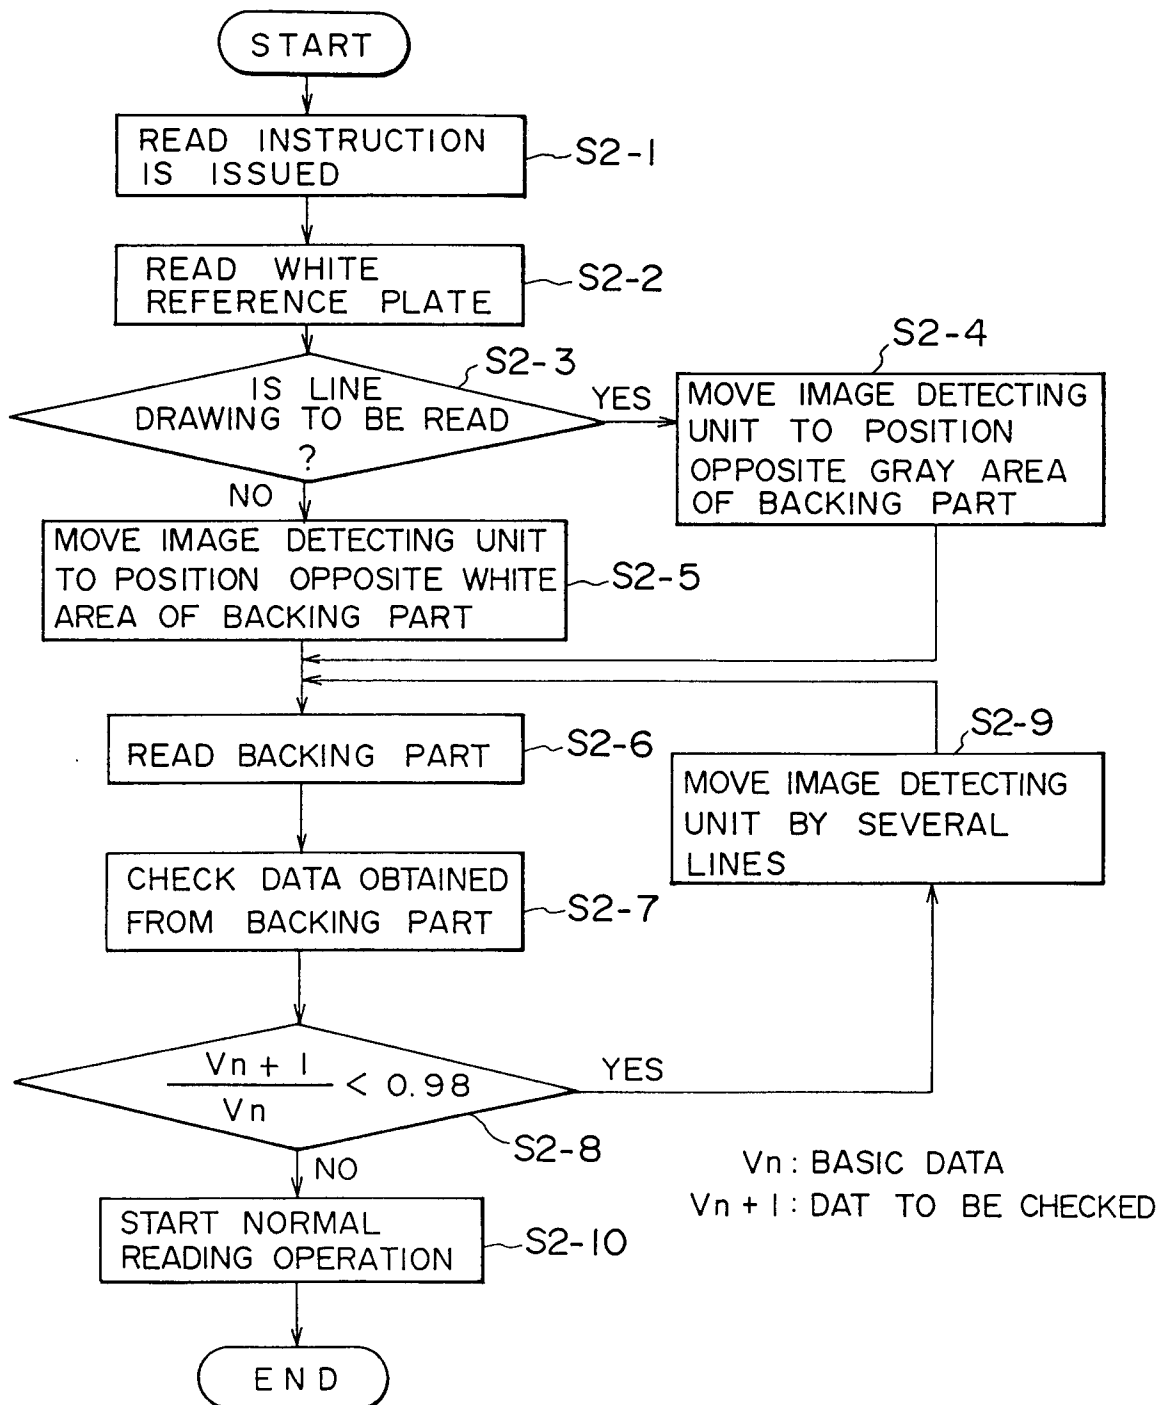 START
READ INSTRUCTION
IS ISSUED
S2-1
READ WHITE
REFERENCE PLATE
S2-2
S2-3
IS LINE
DRAWING TO BE READ
?
YES
NO
S2-4
MOVE IMAGE DETECTING
UNIT TO POSITION
OPPOSITE GRAY AREA
OF BACKING PART
MOVE IMAGE DETECTING UNIT
TO POSITION OPPOSITE WHITE
AREA OF BACKING PART
S2-5
READ BACKING PART
S2-6
S2-9
MOVE IMAGE DETECTING
UNIT BY SEVERAL
LINES
CHECK DATA OBTAINED
FROM BACKING PART
S2-7
Vn + 1
Vn
< 0.98
YES
S2-8
NO
Vn : BASIC DATA
Vn + 1 : DAT TO BE CHECKED
START NORMAL
READING OPERATION
S2-10
END